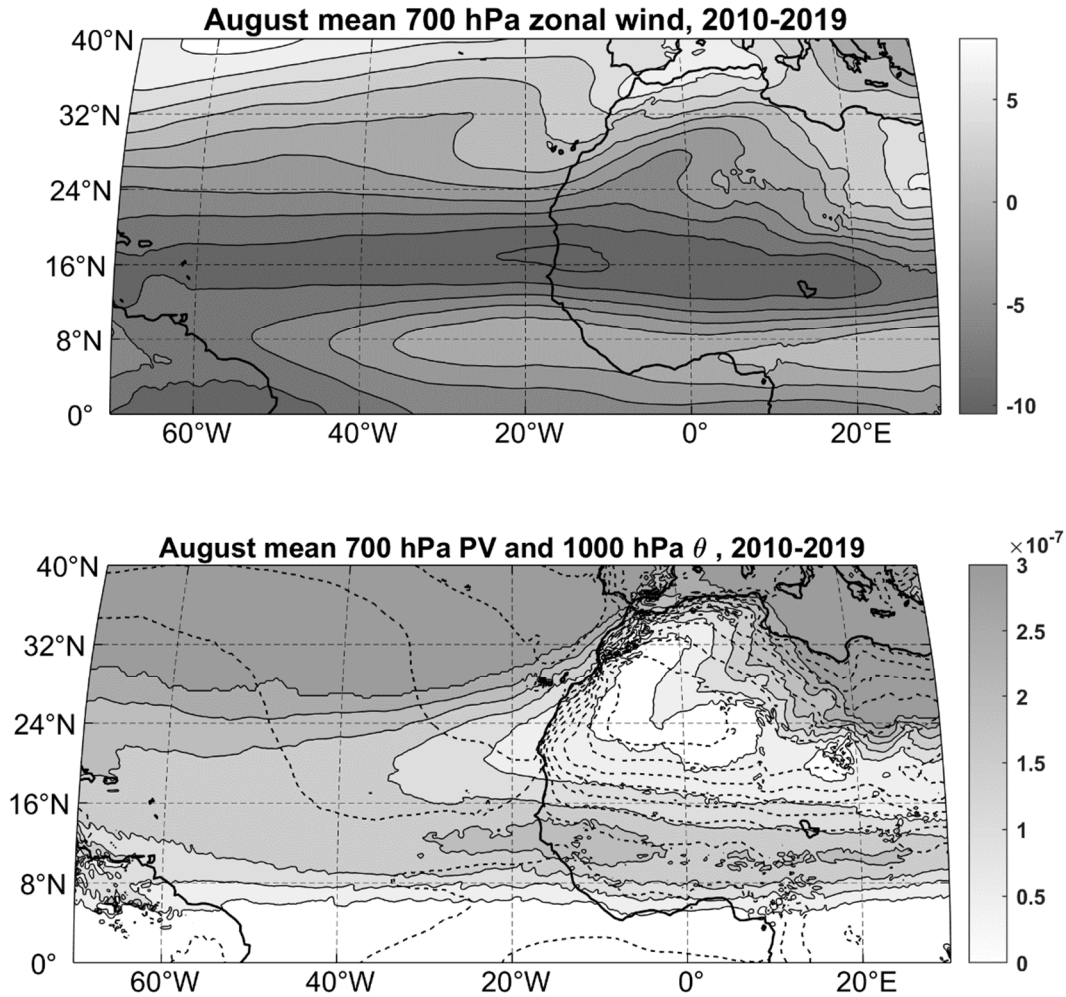 August mean 700 hPa zonal wind, 2010-2019
40°N
32°N
24°N
16°N
8°N
0°
60°W 40°W 20°W 0° 20°E
5
0
-5
-10
August mean 700 hPa PV and 1000 hPa θ , 2010-2019
×10-7
40°N
32°N
24°N
16°N
8°N
0°
60°W 40°W 20°W 0° 20°E
3
2.5
2
1.5
1
0.5
0